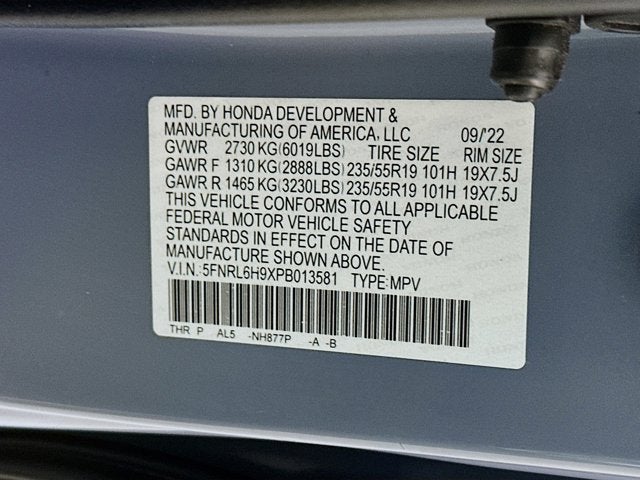 MFD. BY HONDA DEVELOPMENT &
MANUFACTURING OF AMERICA, LLC 09/'22
GVWR 2730 KG(6019LBS) TIRE SIZE RIM SIZE
GAWR F 1310 KG(2888LBS) 235/55R19 101H 19X7.5J
GAWR R 1465 KG(3230LBS) 235/55R19 101H 19X7.5J
THIS VEHICLE CONFORMS TO ALL APPLICABLE
FEDERAL MOTOR VEHICLE SAFETY
STANDARDS IN EFFECT ON THE DATE OF
MANUFACTURE SHOWN ABOVE.
V.I.N.:5FNRL6H9XPB013581 TYPE:MPV
THR P AL5 -NH877P -A -B